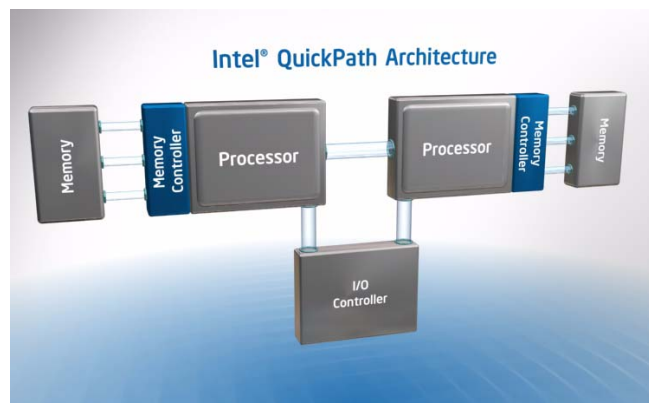 Intel® QuickPath Architecture
Memory
Memory
Controller
Processor
Processor
Memory
Controller
Memory
I/O
Controller